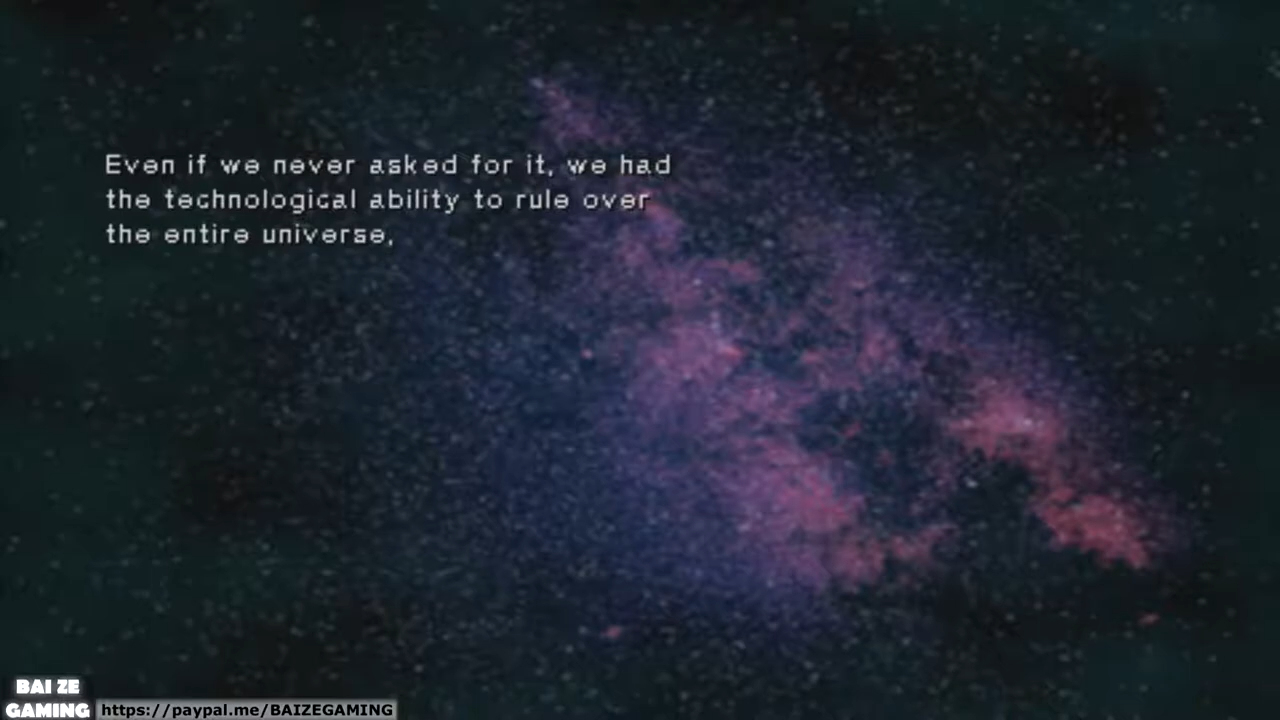 Even if we never asked for it, we had
the technological ability to rule over
the entire universe,
BAI ZE
GAMING
https://paypal.me/BAIZEGAMING